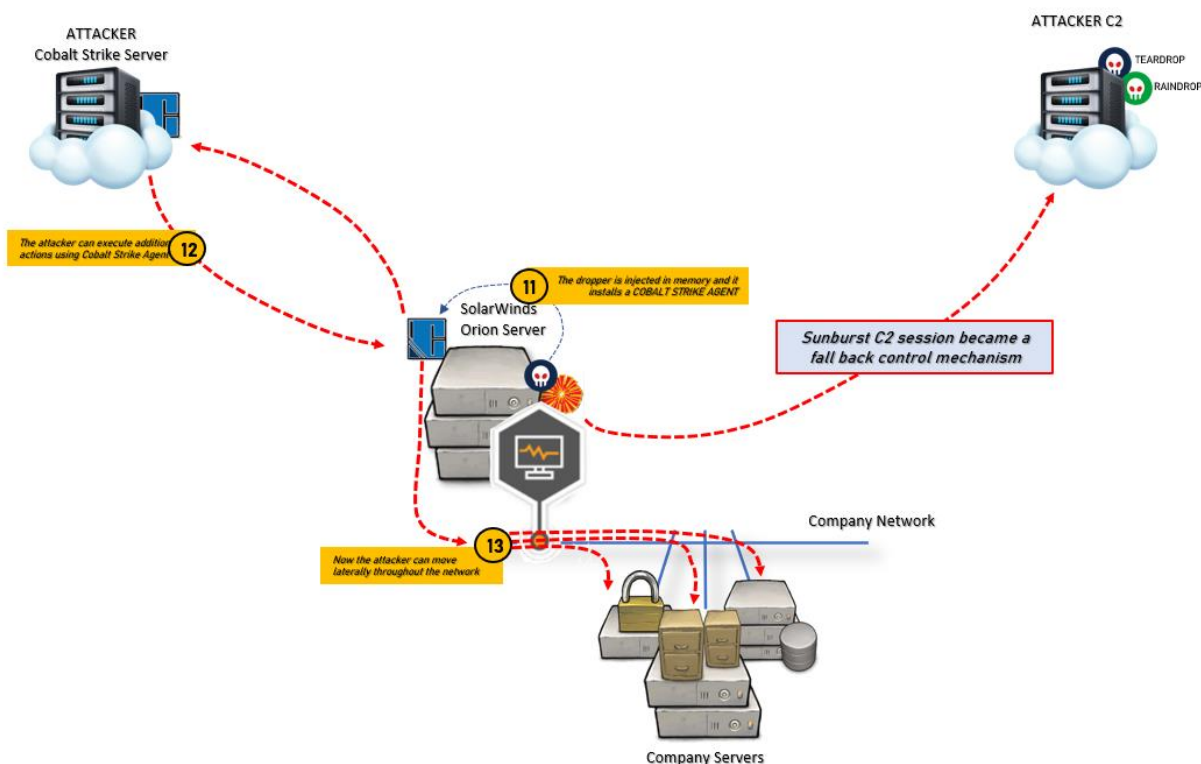 ATTACKER
Cobalt Strike Server
ATTACKER C2
TEARDROP
RAINDROP
The attacker can execute addition
actions using Cobalt Strike Agent
12
11
The dropper is injected in memory and it
installs a COBALT STRIKE AGENT
SolarWinds
Orion Server
Sunburst C2 session became a
fall back control mechanism
Company Network
13
Now the attacker can move
laterally throughout the network
Company Servers